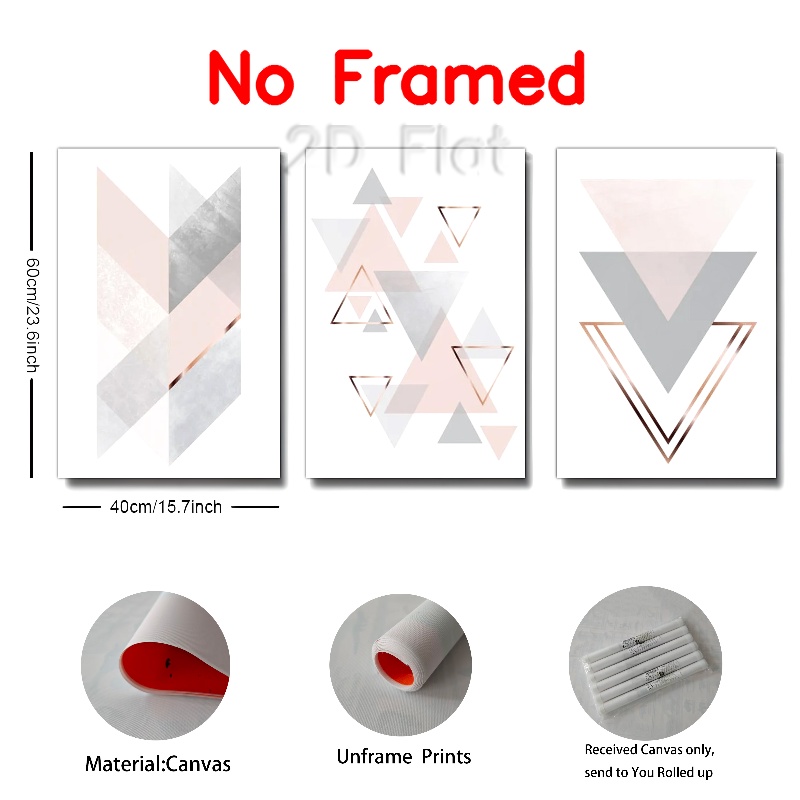 No Framed
2D Flat
60cm/23.6inch
40cm/15.7inch
Material:Canvas
Unframe Prints
Received Canvas only,
send to You Rolled up